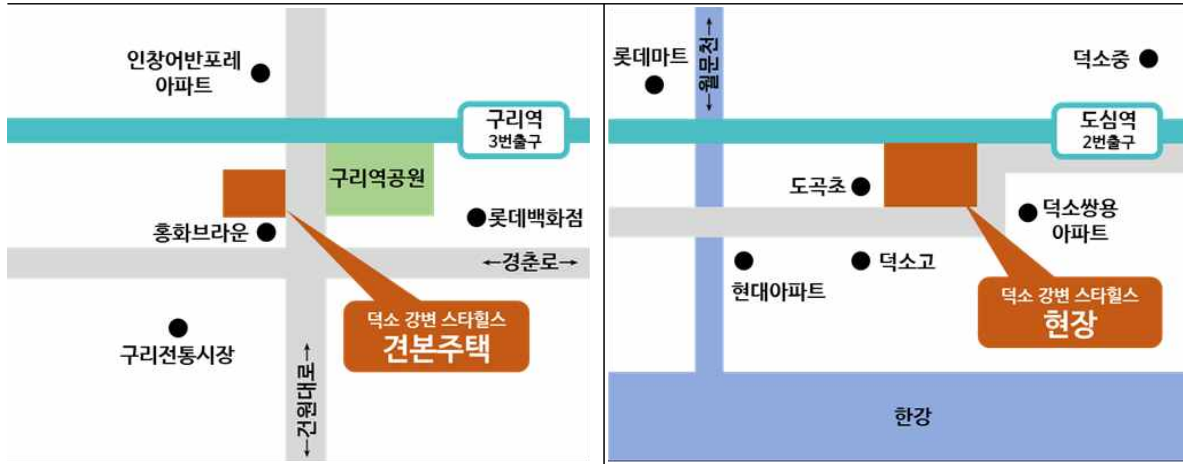 인창어반포레
아파트
구리역
3번출구
구리역공원
홍화브라운
롯데백화점
←경춘로→
덕소 강변 스타힐스
견본주택
구리전통시장
←건원대로→
롯데마트
←월문천→
덕소중
도심역
2번출구
도곡초
덕소쌍용
아파트
현대아파트
덕소고
덕소 강변 스타힐스
현장
한강